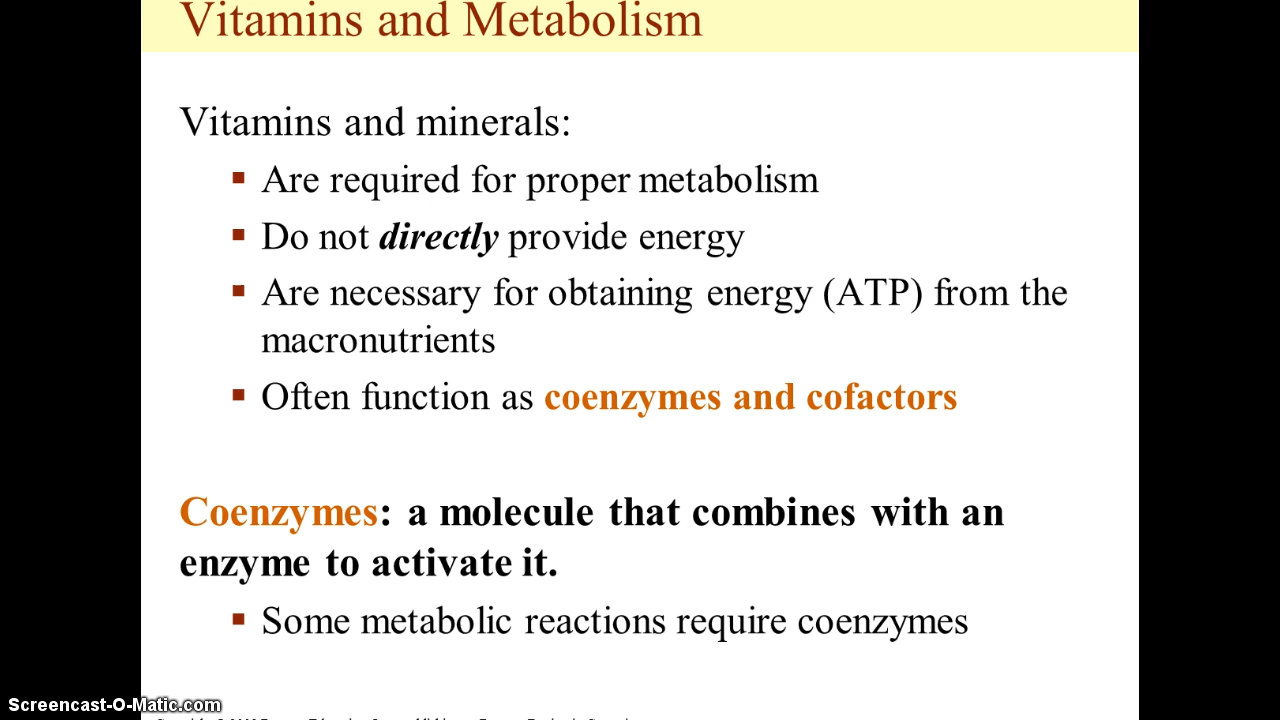 Vitamins and Metabolism
Vitamins and minerals:
Are required for proper metabolism
Do not directly provide energy
Are necessary for obtaining energy (ATP) from the
macronutrients
Often function as coenzymes and cofactors
Coenzymes: a molecule that combines with an
enzyme to activate it.
Some metabolic reactions require coenzymes
Screencast-O-Matic.com